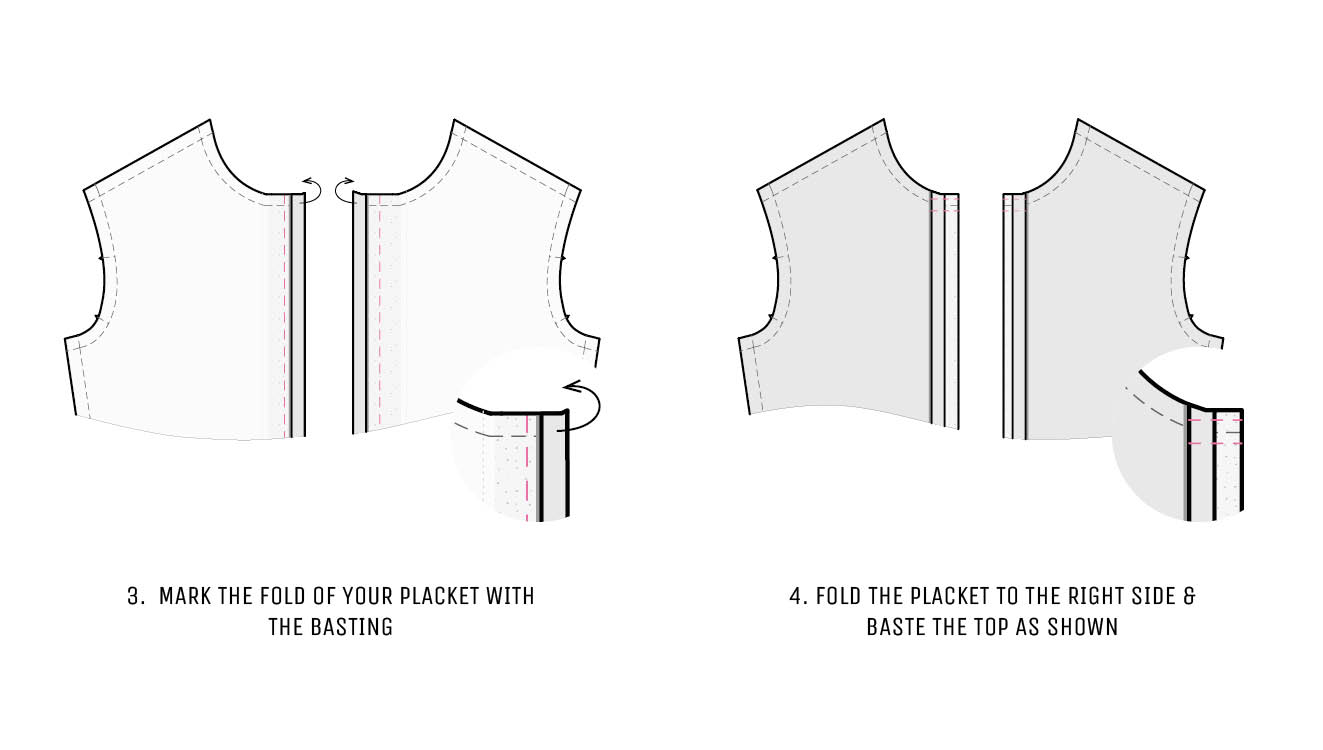 3. MARK THE FOLD OF YOUR PLACKET WITH
THE BASTING
4. FOLD THE PLACKET TO THE RIGHT SIDE &
BASTE THE TOP AS SHOWN